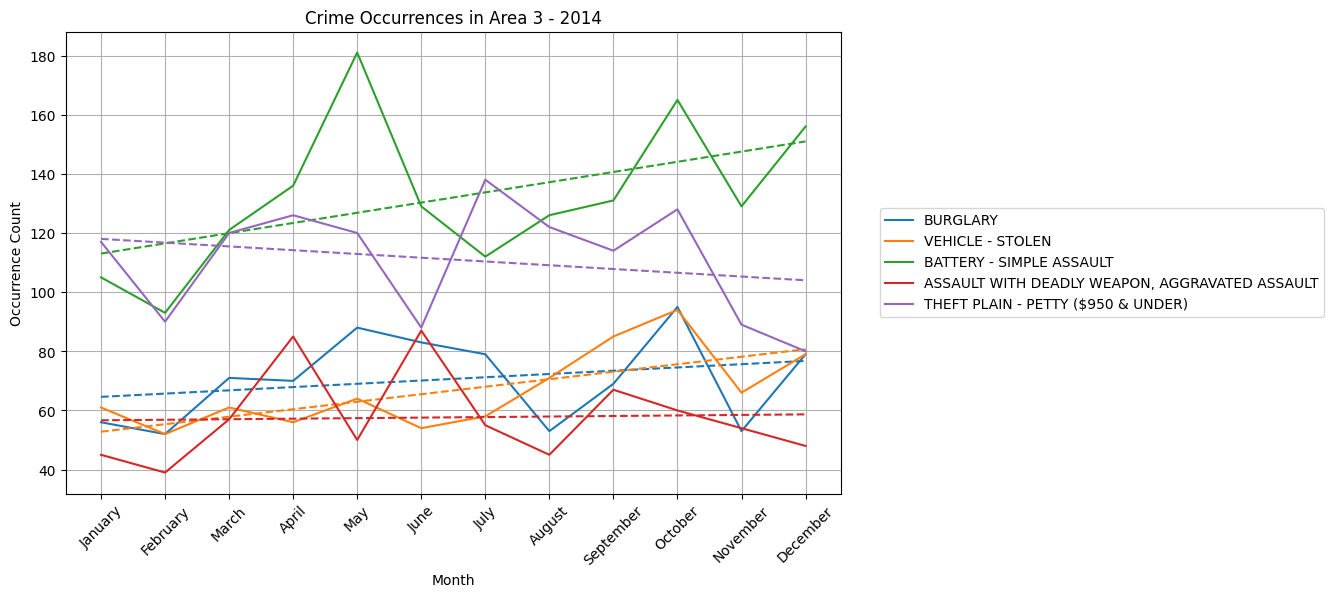 Crime Occurrences in Area 3 - 2014
Occurrence Count
180
160
140
120
100
80
60
40
January
February
March
April
May
June
July
August
September
October
November
December
Month
BURGLARY
VEHICLE - STOLEN
BATTERY - SIMPLE ASSAULT
ASSAULT WITH DEADLY WEAPON, AGGRAVATED ASSAULT
THEFT PLAIN - PETTY ($950 & UNDER)